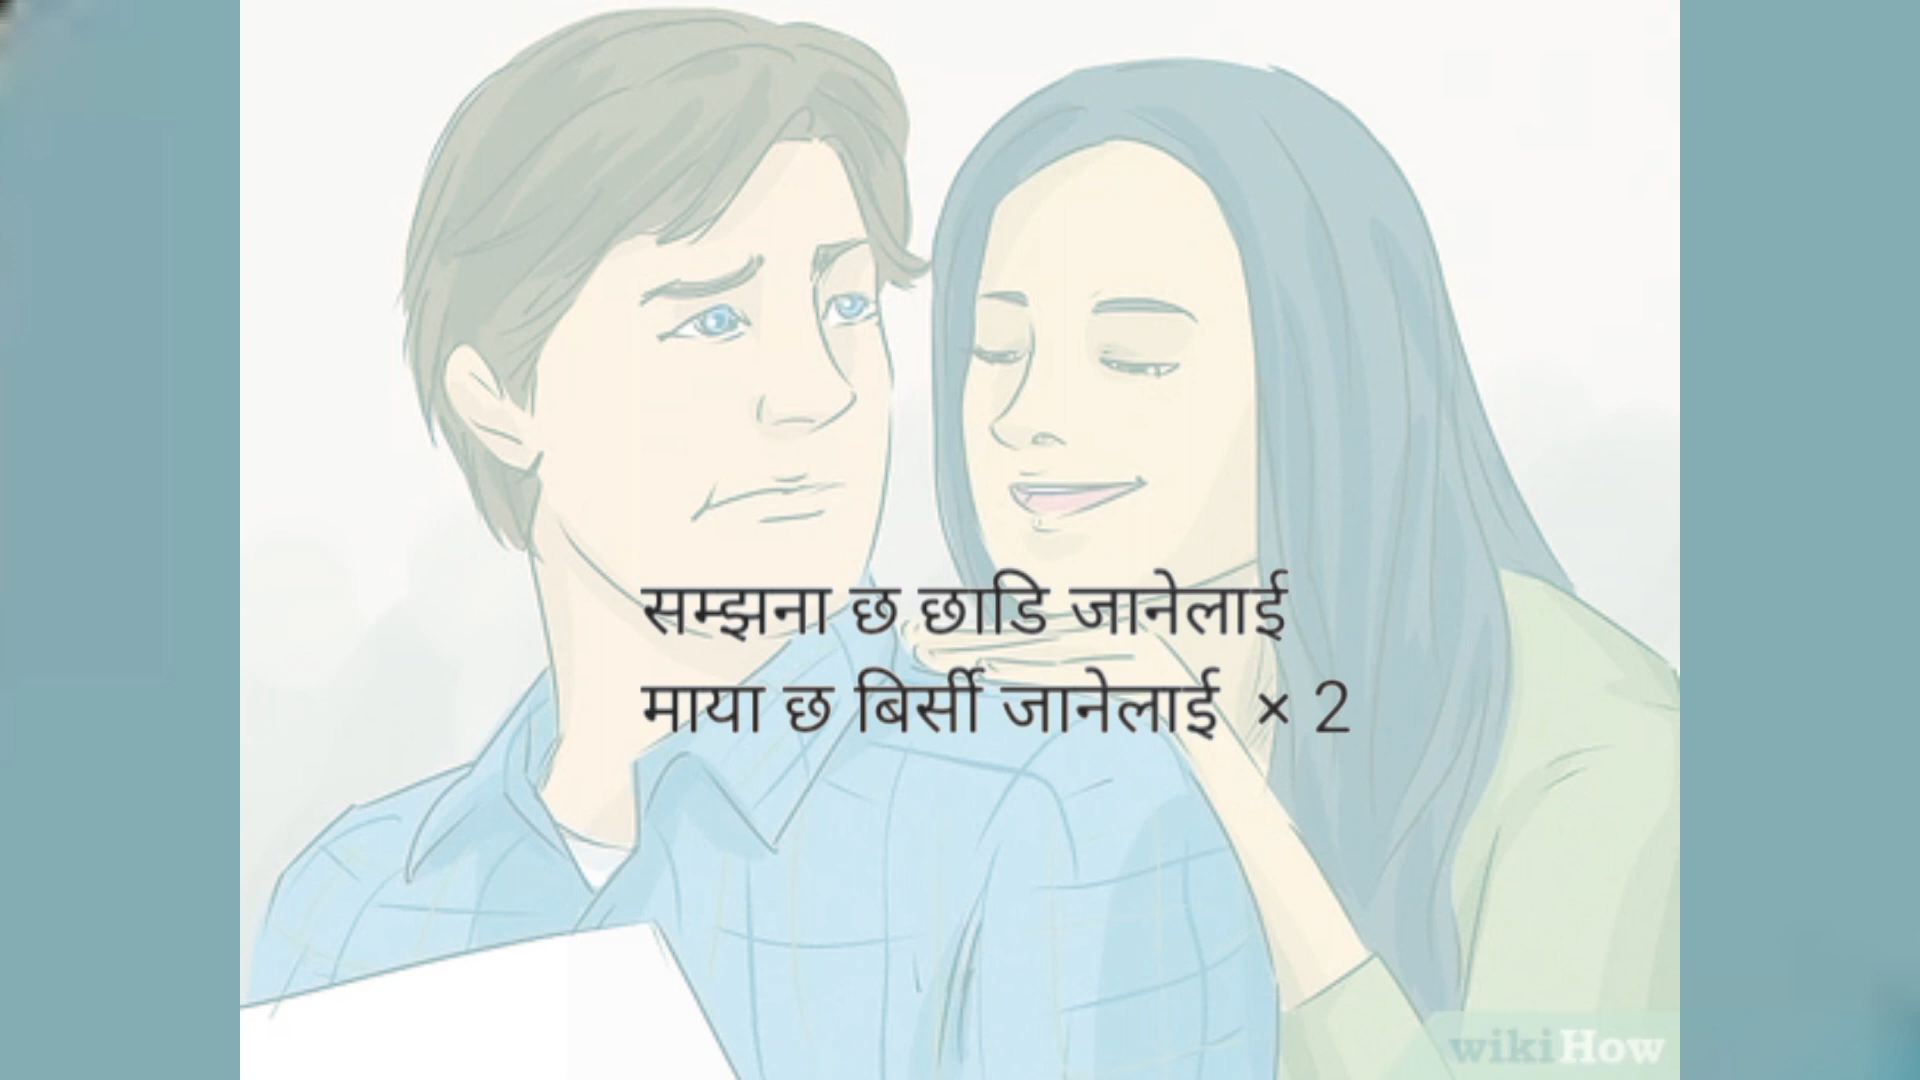 सम्झना छ छाडि जानेलाई
माया छ बिर्सी जानेलाई × 2
wikiHow